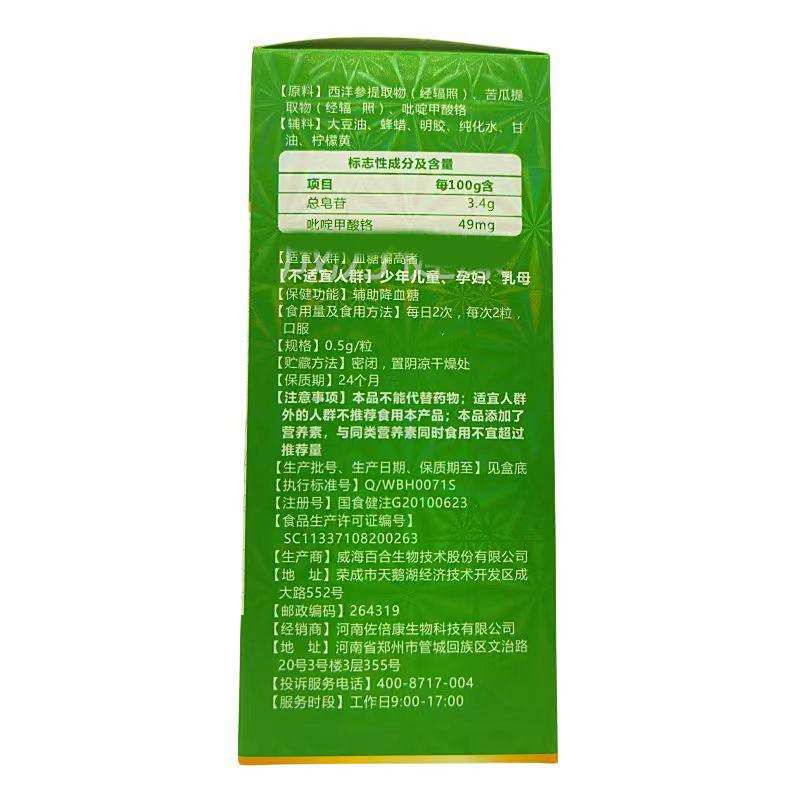 【原料】西洋参提取物（经辐照）、苦瓜提
取物（经辐 照）、吡啶甲酸铬
【辅料】大豆油、蜂蜡、明胶、纯化水、甘
油、柠檬黄
标志性成分及含量
项目 每100g含
总皂苷 3.4g
吡啶甲酸铬 49mg
【适宜人群】血糖偏高者
【不适宜人群】少年儿童、孕妇、乳母
【保健功能】辅助降血糖
【食用量及食用方法】每日2次，每次2粒，
口服
【规格】0.5g/粒
【贮藏方法】密闭，置阴凉干燥处
【保质期】24个月
【注意事项】本品不能代替药物；适宜人群
外的人群不推荐食用本产品；本品添加了
营养素，与同类营养素同时食用不宜超过
推荐量
【生产批号、生产日期、保质期至】见盒底
【执行标准号】Q/WBH0071S
【注册号】国食健注G20100623
【食品生产许可证编号】
SC11337108200263
【生产商】威海百合生物技术股份有限公司
【地 址】荣成市天鹅湖经济技术开发区成
大路552号
【邮政编码】264319
【经销商】河南佐倍康生物科技有限公司
【地 址】河南省郑州市管城回族区文治路
20号3号楼3层355号
【投诉服务电话】400-8717-004
【服务时段】工作日9:00-17:00